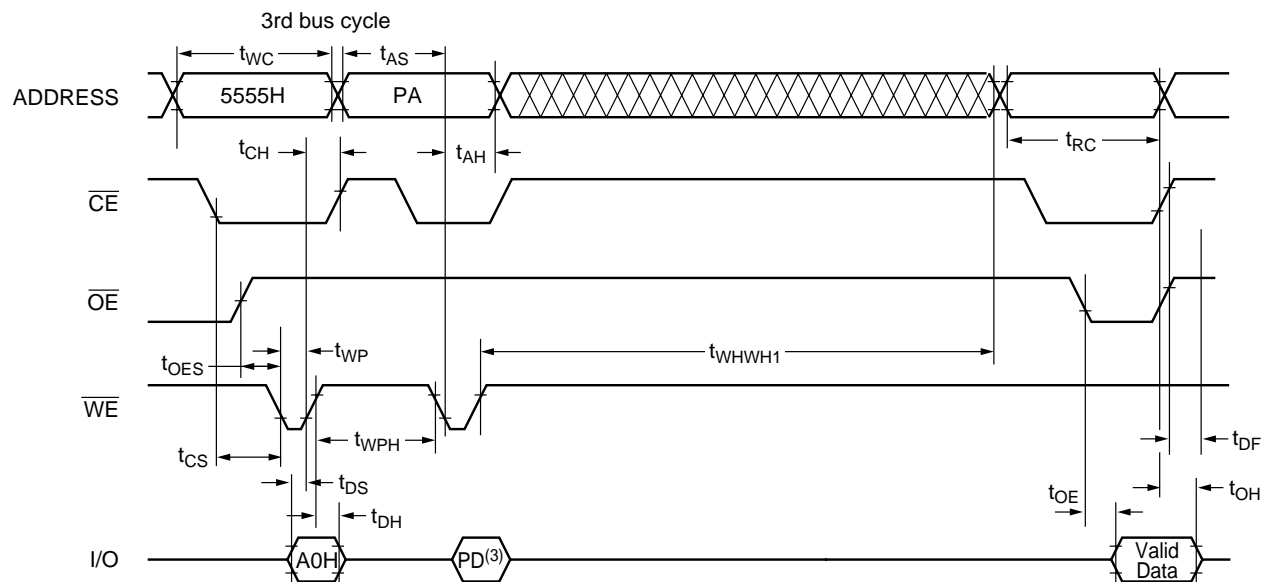 3rd bus cycle
tWC tAS
ADDRESS 5555H PA
tCH tAH tRC
CE
OE
tWP tWHWH1
tOES
WE
tWPH tDF
tCS
tDS tOE tOH
tDH
I/O A0H PD(3) Valid
Data